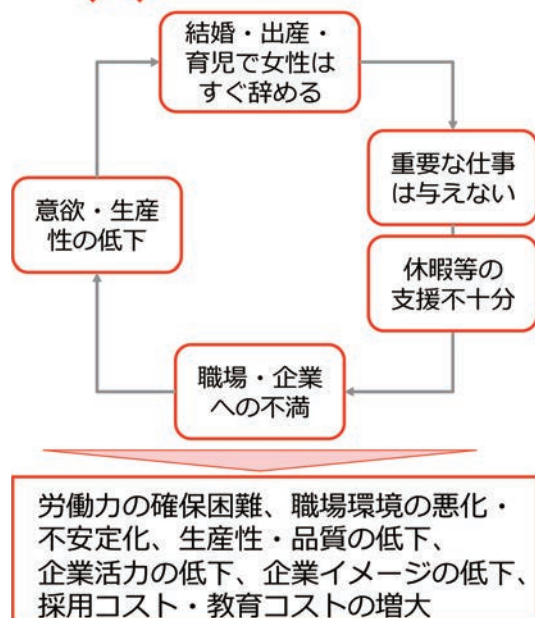 結婚・出産・
育児で女性は
すぐ辞める
重要な仕事
は与えない
休暇等の
支援不十分
職場・企業
への不満
意欲・生産
性の低下
労働力の確保困難、職場環境の悪化・
不安定化、生産性・品質の低下、
企業活力の低下、企業イメージの低下、
採用コスト・教育コストの増大